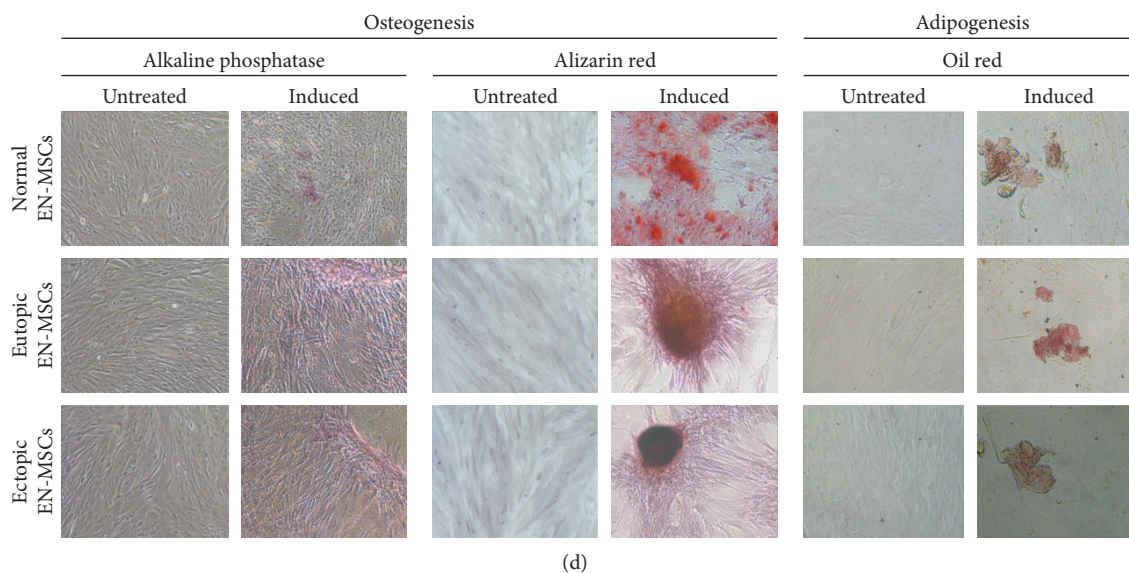 Osteogenesis Adipogenesis
Alkaline phosphatase Alizarin red Oil red
Untreated Induced Untreated Induced Untreated Induced
Normal
EN-MSCs
Eutopic
EN-MSCs
Ectopic
EN-MSCs
(d)